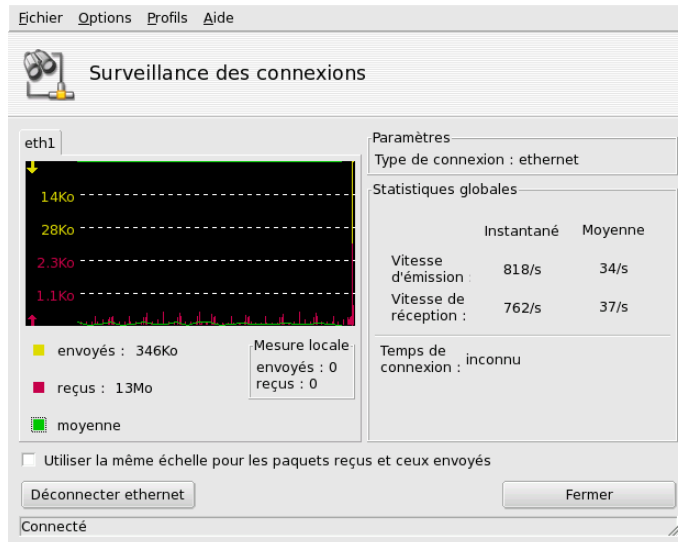 Fichier Options Profils Aide
Surveillance des connexions
eth1
14Ko
28Ko
2.3Ko
1.1Ko
envoyés : 346Ko
reçus : 13Mo
moyenne
Mesure locale
envoyés : 0
reçus : 0
Paramètres
Type de connexion : ethernet
Statistiques globales
Instantané Moyenne
Vitesse
d'émission : 818/s 34/s
Vitesse de
réception : 762/s 37/s
Temps de
connexion : inconnu
Utiliser la même échelle pour les paquets reçus et ceux envoyés
Déconnecter ethernet Fermer
Connecté